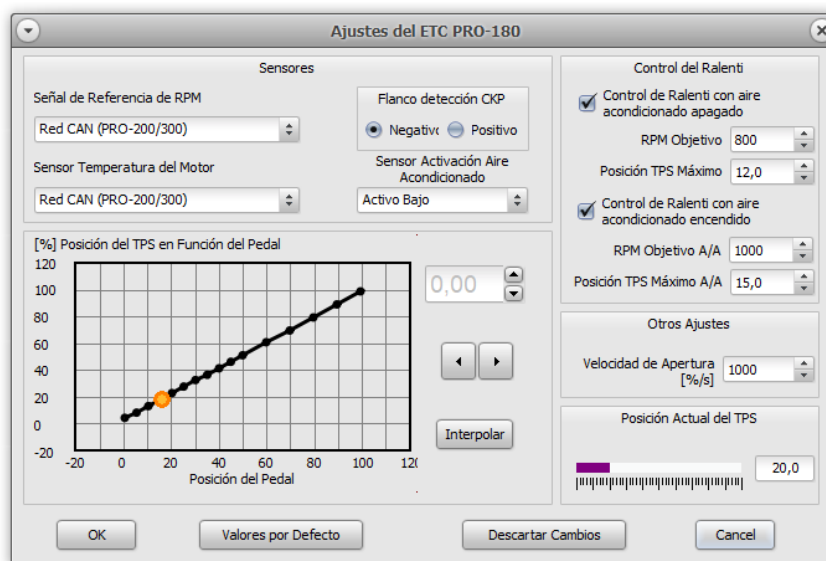 Ajustes del ETC PRO-180
Sensores
Señal de Referencia de RPM
Red CAN (PRO-200/300)
Sensor Temperatura del Motor
Red CAN (PRO-200/300)
Flanco detección CKP
Negativo
Positivo
Sensor Activación Aire
Acondicionado
Activo Bajo
[%] Posición del TPS en Función del Pedal
120
100
80
60
40
20
0
-20
-20 0 20 40 60 80 100 120
Posición del Pedal
0,00
Interpolar
Control del Ralenti
Control de Ralenti con aire
acondicionado apagado
RPM Objetivo 800
Posición TPS Máximo 12,0
Control de Ralenti con aire
acondicionado encendido
RPM Objetivo A/A 1000
Posición TPS Máximo A/A 15,0
Otros Ajustes
Velocidad de Apertura
[%/s]
1000
Posición Actual del TPS
20,0
OK
Valores por Defecto
Descartar Cambios
Cancel